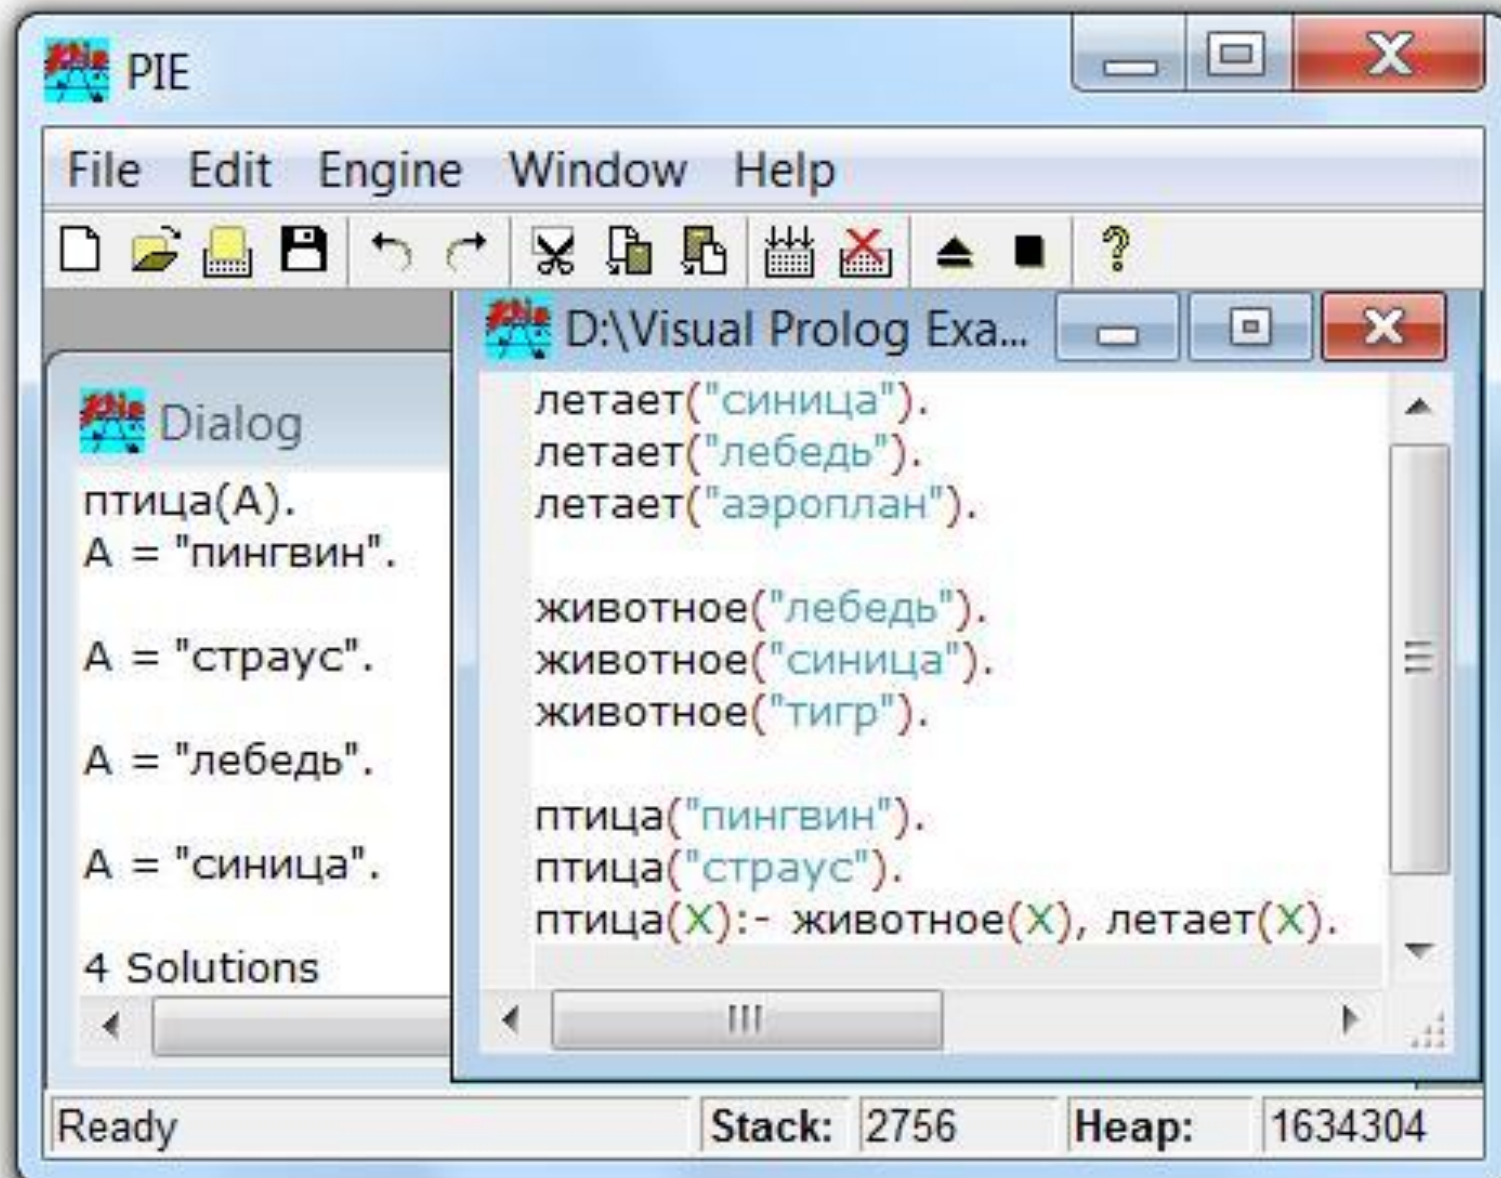 PIE
File Edit Engine Window Help
Dialog
птица(A).
A = "пингвин".
A = "страус".
A = "лебедь".
A = "синица".
4 Solutions
D:\Visual Prolog Exa...
летает("синица").
летает("лебедь").
летает("аэроплан").
животное("лебедь").
животное("синица").
животное("тигр").
птица("пингвин").
птица("страус").
птица(X):- животное(X), летает(X).
Ready Stack: 2756 Heap: 1634304